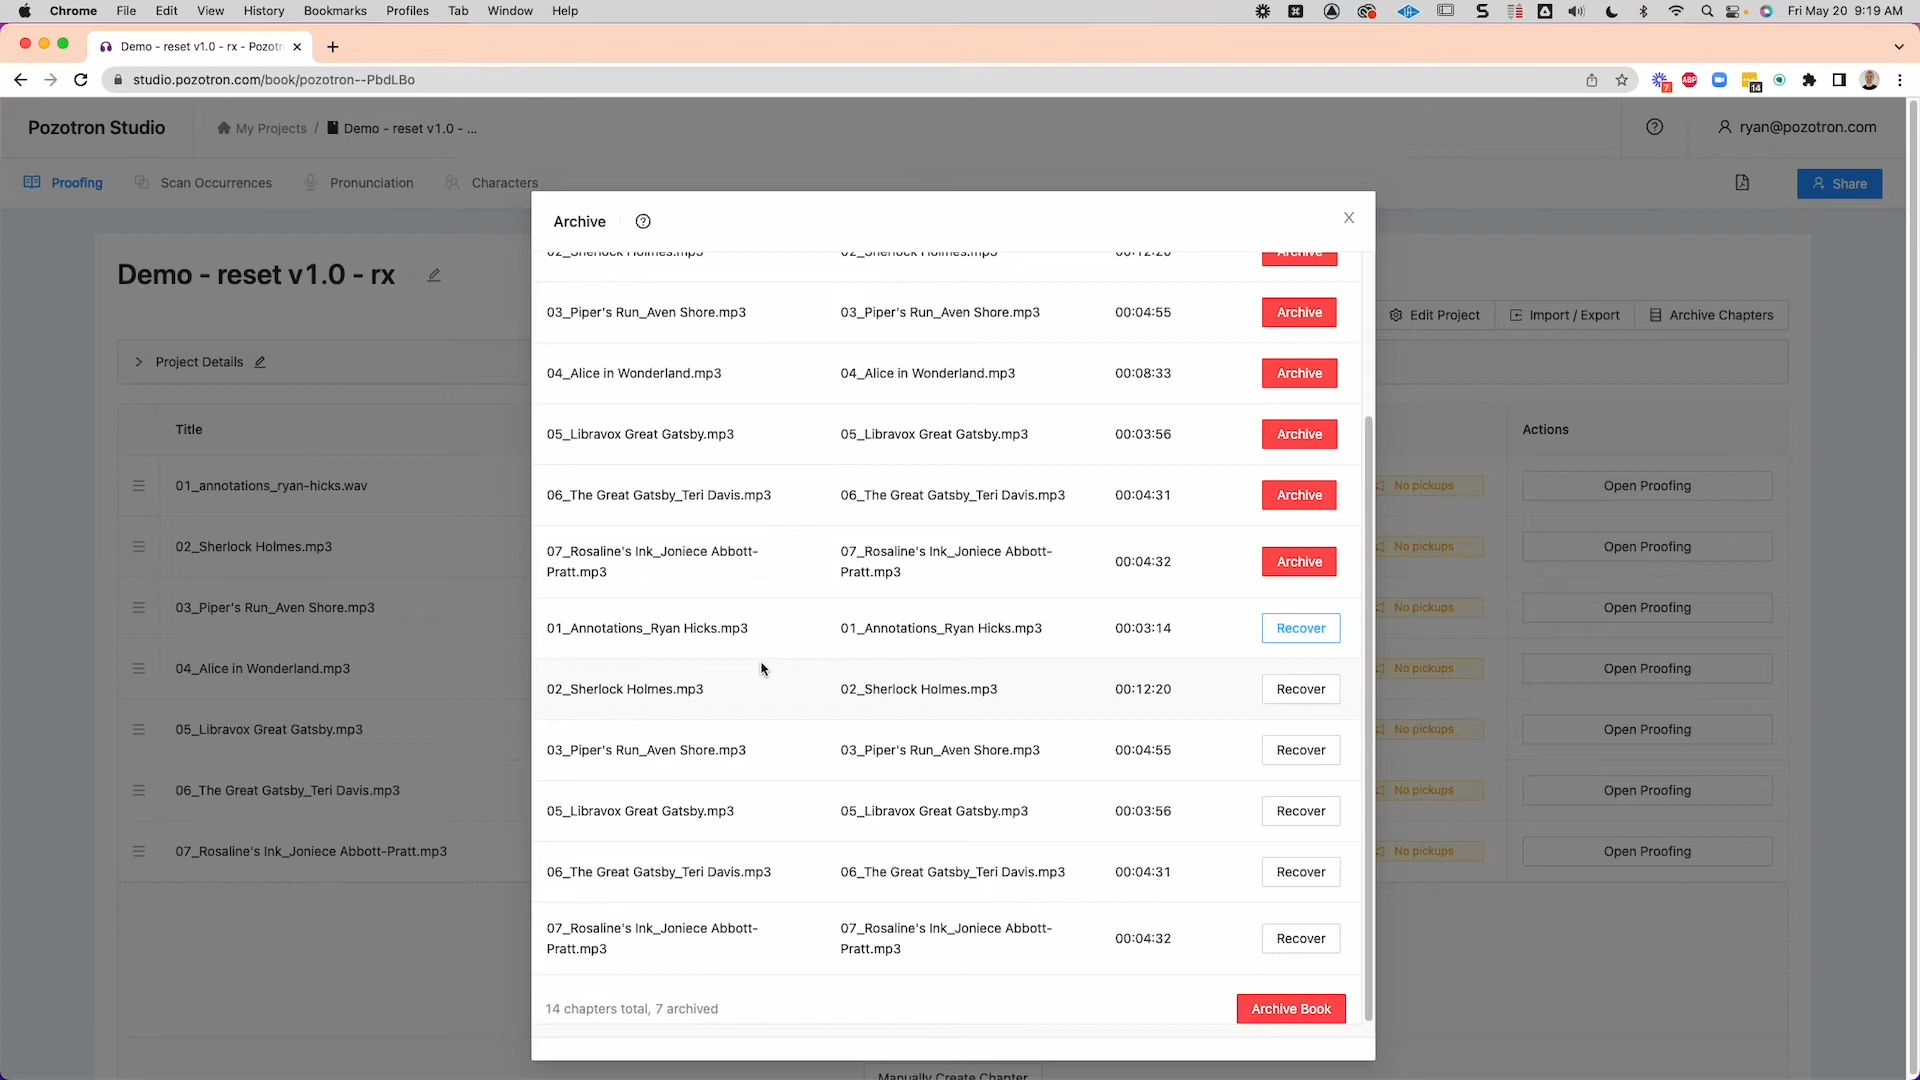 Chrome File Edit View History Bookmarks Profiles Tab Window Help Fri May 20 9:19 AM
Demo - reset v1.0 - rx - Pozotr
studio.pozotron.com/book/pozotron--PbdLBo
ABP 7 14
Pozotron Studio My Projects / Demo - reset v1.0 - ... ryan@pozotron.com
Proofing Scan Occurrences Pronunciation Characters Share
Archive
Demo - reset v1.0 - rx
Edit Project Import / Export Archive Chapters
Project Details
Title Actions
01_annotations_ryan-hicks.wav No pickups Open Proofing
02_Sherlock Holmes.mp3 No pickups Open Proofing
03_Piper's Run_Aven Shore.mp3 No pickups Open Proofing
04_Alice in Wonderland.mp3 No pickups Open Proofing
05_Libravox Great Gatsby.mp3 No pickups Open Proofing
06_The Great Gatsby_Teri Davis.mp3 No pickups Open Proofing
07_Rosaline's Ink_Joniece Abbott-Pratt.mp3 No pickups Open Proofing
02_Sherlock Holmes.mp3 02_Sherlock Holmes.mp3 00:12:20 Archive
03_Piper's Run_Aven Shore.mp3 03_Piper's Run_Aven Shore.mp3 00:04:55 Archive
04_Alice in Wonderland.mp3 04_Alice in Wonderland.mp3 00:08:33 Archive
05_Libravox Great Gatsby.mp3 05_Libravox Great Gatsby.mp3 00:03:56 Archive
06_The Great Gatsby_Teri Davis.mp3 06_The Great Gatsby_Teri Davis.mp3 00:04:31 Archive
07_Rosaline's Ink_Joniece Abbott- 07_Rosaline's Ink_Joniece Abbott-
Pratt.mp3 Pratt.mp3 00:04:32 Archive
01_Annotations_Ryan Hicks.mp3 01_Annotations_Ryan Hicks.mp3 00:03:14 Recover
02_Sherlock Holmes.mp3 02_Sherlock Holmes.mp3 00:12:20 Recover
03_Piper's Run_Aven Shore.mp3 03_Piper's Run_Aven Shore.mp3 00:04:55 Recover
05_Libravox Great Gatsby.mp3 05_Libravox Great Gatsby.mp3 00:03:56 Recover
06_The Great Gatsby_Teri Davis.mp3 06_The Great Gatsby_Teri Davis.mp3 00:04:31 Recover
07_Rosaline's Ink_Joniece Abbott- 07_Rosaline's Ink_Joniece Abbott-
Pratt.mp3 Pratt.mp3 00:04:32 Recover
14 chapters total, 7 archived Archive Book
Manually Create Chapter